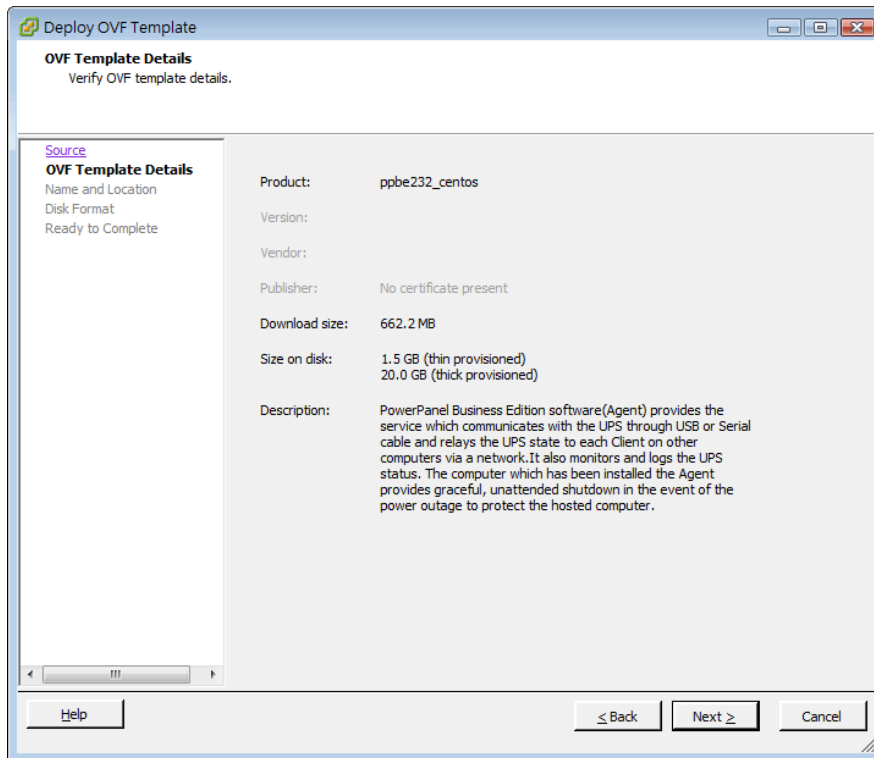 Deploy OVF Template
OVF Template Details
Verify OVF template details.
Source
OVF Template Details
Name and Location
Disk Format
Ready to Complete
Product: ppbe232_centos
Version:
Vendor:
Publisher: No certificate present
Download size: 662.2 MB
Size on disk: 1.5 GB (thin provisioned)
20.0 GB (thick provisioned)
Description: PowerPanel Business Edition software(Agent) provides the
service which communicates with the UPS through USB or Serial
cable and relays the UPS state to each Client on other
computers via a network.It also monitors and logs the UPS
status. The computer which has been installed the Agent
provides graceful, unattended shutdown in the event of the
power outage to protect the hosted computer.
Help
< Back
Next >
Cancel